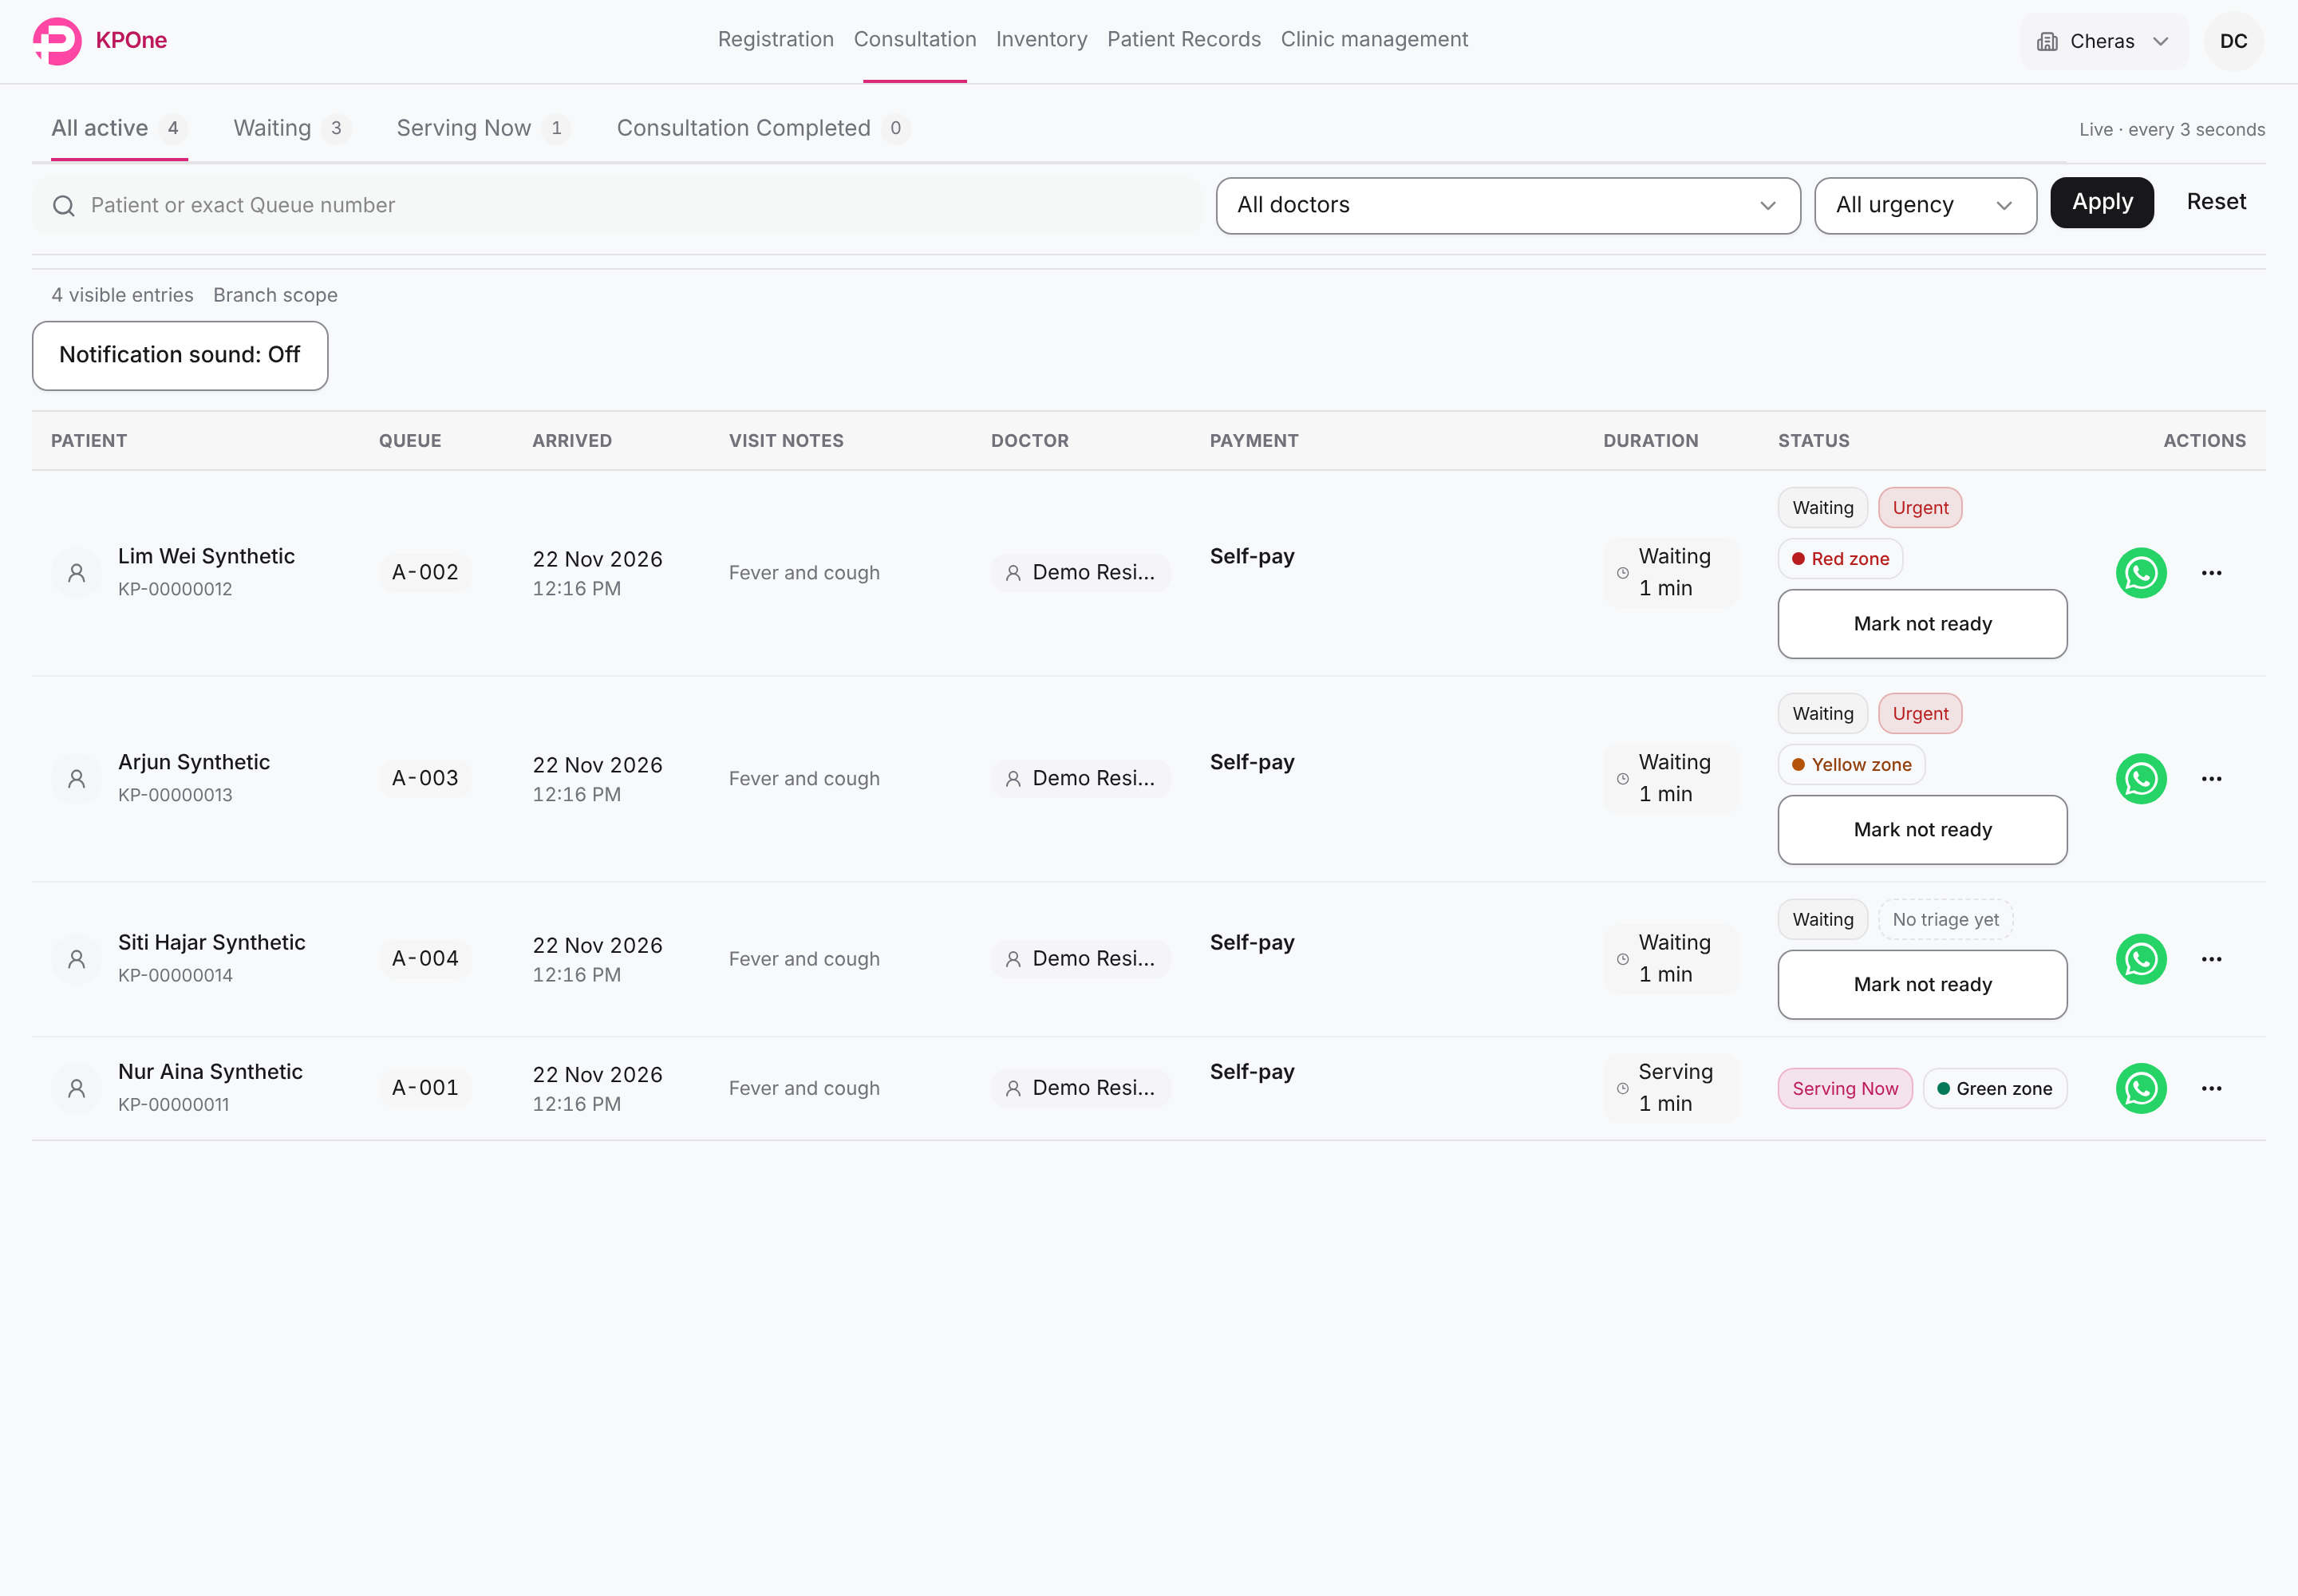 KPOne
Registration Consultation Inventory Patient Records Clinic management
Cheras
DC
All active 4 Waiting 3 Serving Now 1 Consultation Completed 0
Live · every 3 seconds
Patient or exact Queue number
All doctors
All urgency
Apply
Reset
4 visible entries Branch scope
Notification sound: Off
PATIENT QUEUE ARRIVED VISIT NOTES DOCTOR PAYMENT DURATION STATUS ACTIONS
Lim Wei Synthetic
KP-00000012
A-002
22 Nov 2026
12:16 PM
Fever and cough
Demo Resi...
Self-pay
Waiting
1 min
Waiting Urgent
Red zone
Mark not ready
Arjun Synthetic
KP-00000013
A-003
22 Nov 2026
12:16 PM
Fever and cough
Demo Resi...
Self-pay
Waiting
1 min
Waiting Urgent
Yellow zone
Mark not ready
Siti Hajar Synthetic
KP-00000014
A-004
22 Nov 2026
12:16 PM
Fever and cough
Demo Resi...
Self-pay
Waiting
1 min
Waiting No triage yet
Mark not ready
Nur Aina Synthetic
KP-00000011
A-001
22 Nov 2026
12:16 PM
Fever and cough
Demo Resi...
Self-pay
Serving
1 min
Serving Now Green zone